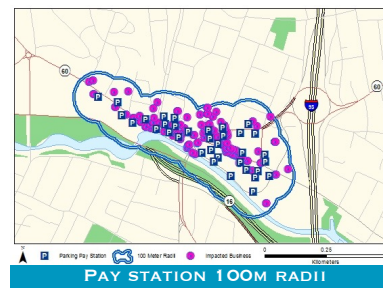 60
60
95
16
N
P Parking Pay Station 100 Meter Radii Impacted Business
0 0.25
Kilometers
PAY STATION 100M RADII